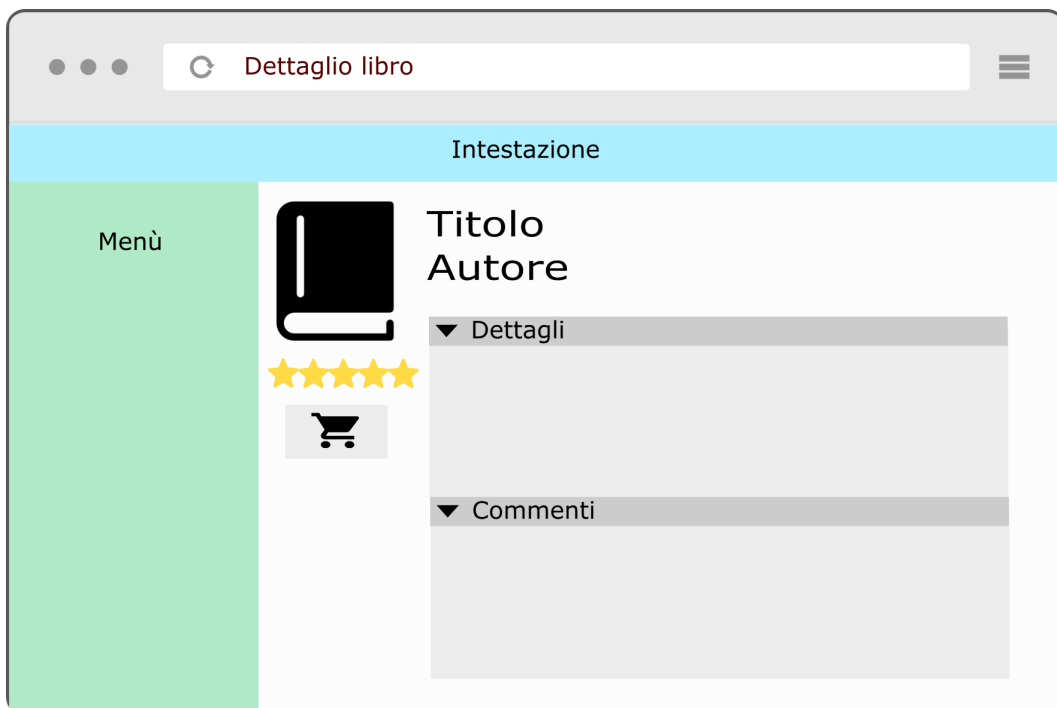 Dettaglio libro
Intestazione
Menù
Titolo
Autore
Dettagli
Commenti